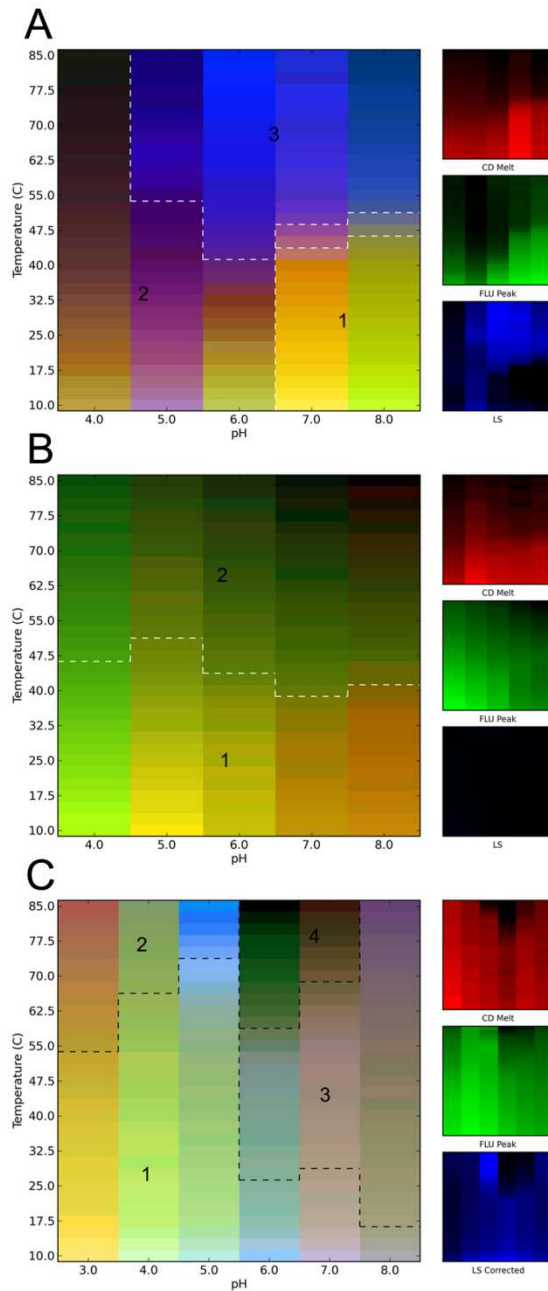 A
85.0
77.5
70.0
62.5
55.0
47.5
40.0
32.5
25.0
17.5
10.0
Temperature (C)
3
2
1
4.0 5.0 6.0 7.0 8.0
pH
CD Melt
FLU Peak
LS
B
85.0
77.5
70.0
62.5
55.0
47.5
40.0
32.5
25.0
17.5
10.0
Temperature (C)
2
1
4.0 5.0 6.0 7.0 8.0
pH
CD Melt
FLU Peak
LS
C
85.0
77.5
70.0
62.5
55.0
47.5
40.0
32.5
25.0
17.5
10.0
Temperature (C)
2
4
3
1
3.0 4.0 5.0 6.0 7.0 8.0
pH
CD Melt
FLU Peak
LS Corrected